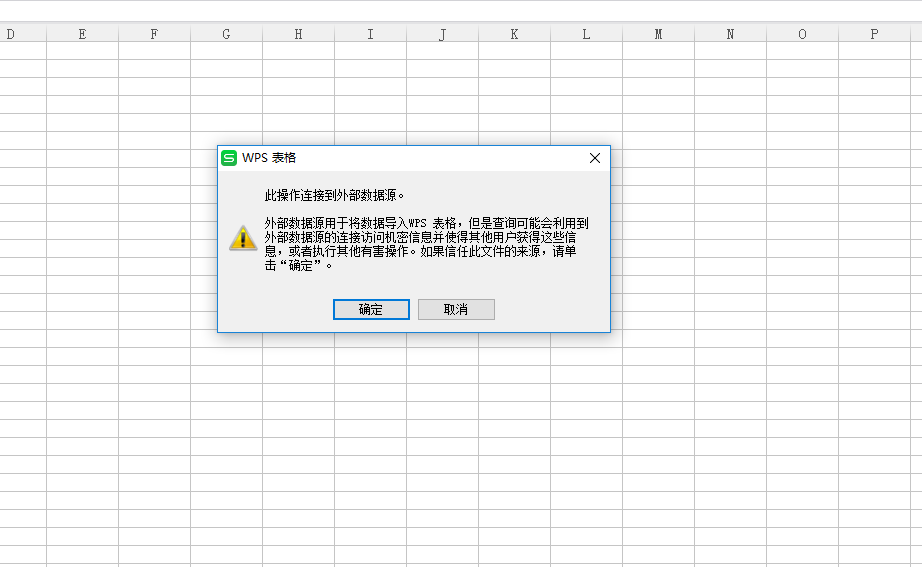 D E F G H I J K L M N O P
WPS 表格
此操作连接到外部数据源。
外部数据源用于将数据导入WPS 表格，但是查询可能会利用到
外部数据源的连接访问机密信息并使得其他用户获得这些信
息，或者执行其他有害操作。如果信任此文件的来源，请单
击“确定”。
确定 取消